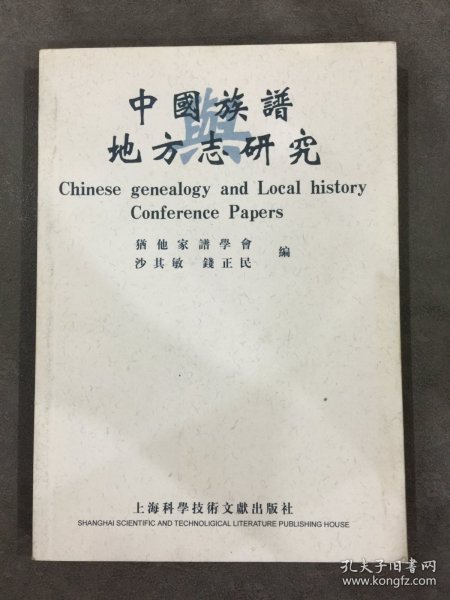 中國族譜
與
地方志研究
Chinese genealogy and Local history
Conference Papers
猶他家譜學會
沙其敏 錢正民 編
上海科學技術文獻出版社
SHANGHAI SCIENTIFIC AND TECHNOLIGICAL LITERATURE PUBLISHING HOUSE
孔夫子旧书网
www.kongfz.com